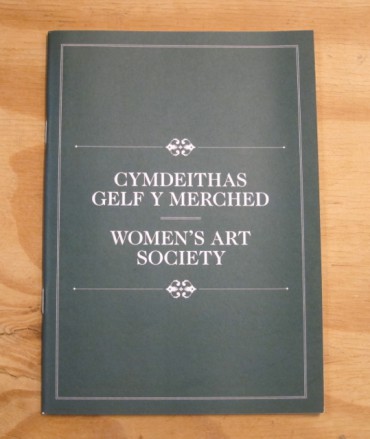 CYMDEITHAS
GELF Y MERCHED
WOMEN'S ART
SOCIETY